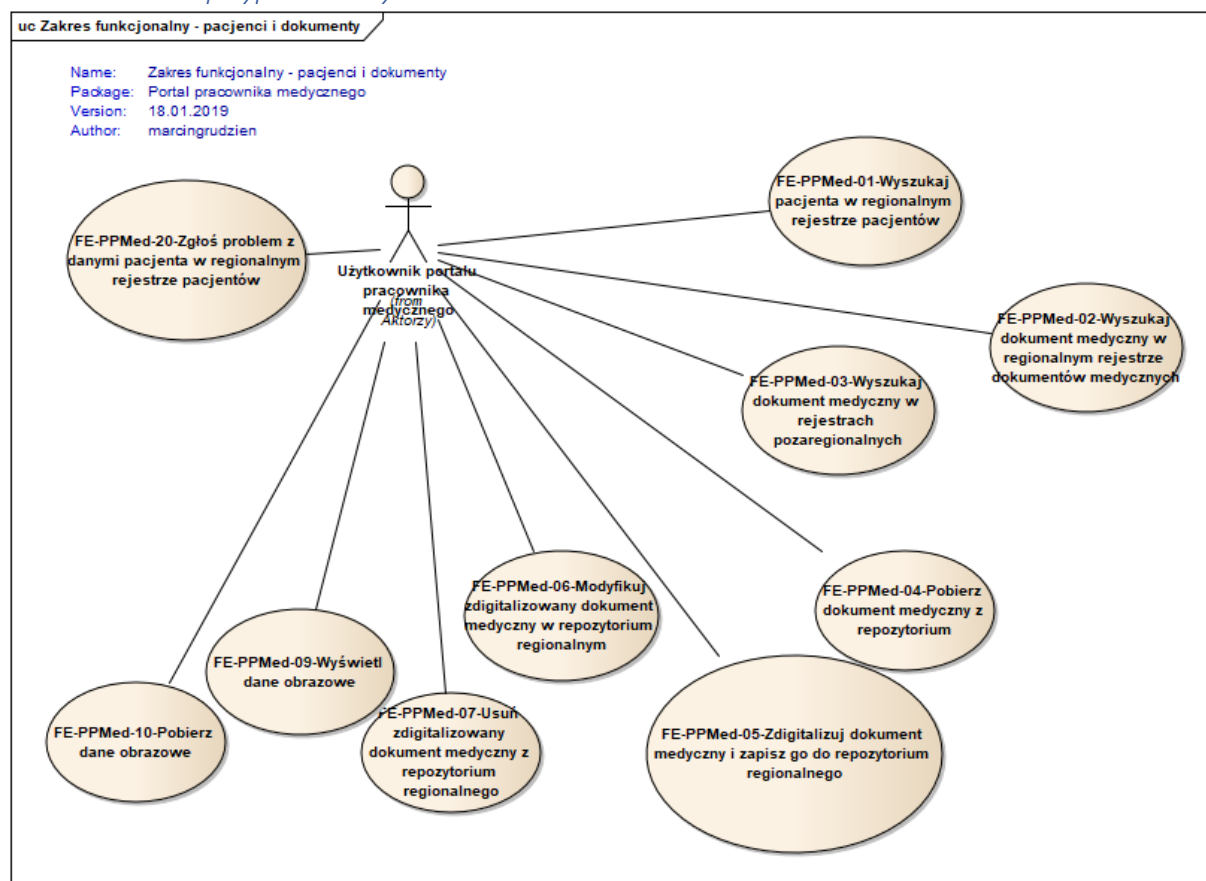 uc Zakres funkcjonalny - pacjenci i dokumenty
Name: Zakres funkcjonalny - pacjenci i dokumenty
Package: Portal pracownika medycznego
Version: 18.01.2019
Author: marcingrudzien
FE-PPMed-01-Wyszukaj
pacjenta w regionalnym
rejestrze pacjentów
FE-PPMed-20-Zgłoś problem z
danymi pacjenta w regionalnym
rejestrze pacjentów
Użytkownik portalu
pracownika
medycznego
(from
Aktorzy)
FE-PPMed-02-Wyszukaj
dokument medyczny w
regionalnym rejestrze
dokumentów medycznych
FE-PPMed-03-Wyszukaj
dokument medyczny w
rejestrach
pozaregionalnych
FE-PPMed-06-Modyfikuj
zdigitalizowany dokument
medyczny w repozytorium
regionalnym
FE-PPMed-04-Pobierz
dokument medyczny z
repozytorium
FE-PPMed-09-Wyświetl
dane obrazowe
FE-PPMed-10-Pobierz
dane obrazowe
FE-PPMed-07-Usuń
zdigitalizowany
dokument medyczny z
repozytorium
regionalnego
FE-PPMed-05-Zdigitalizuj dokument
medyczny i zapisz go do repozytorium
regionalnego